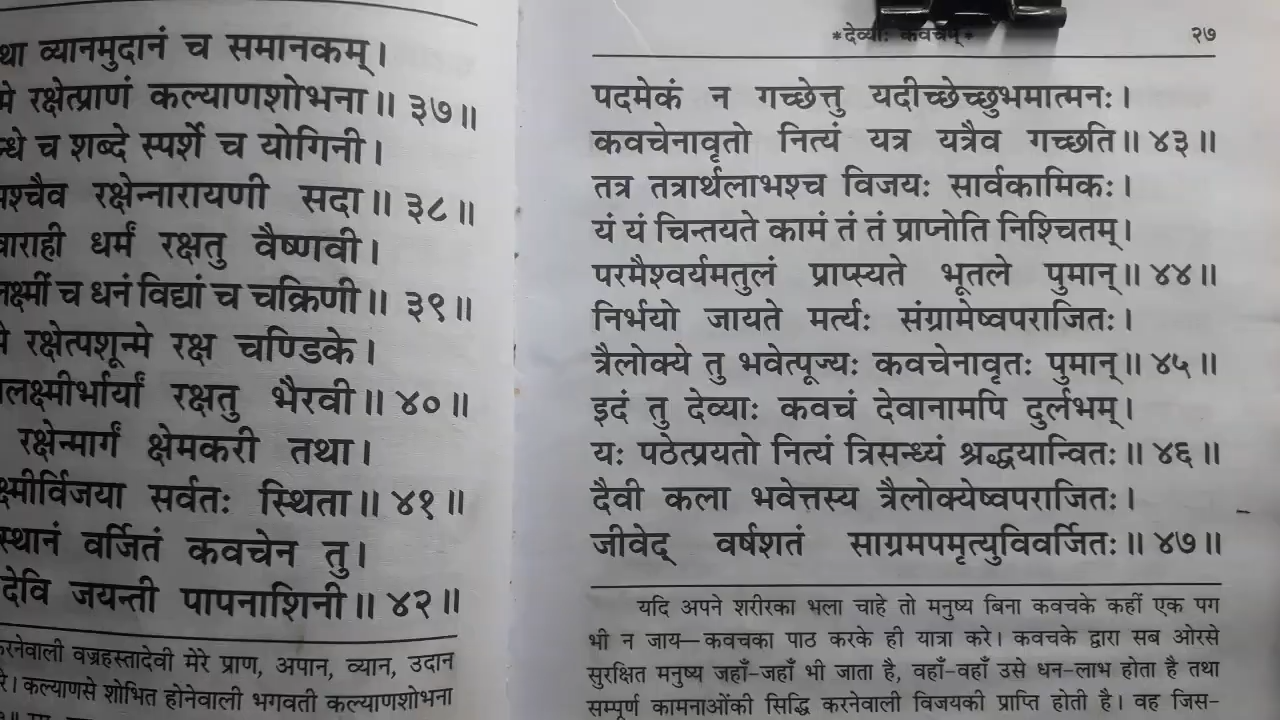 व्यानमुदानं च समानकम्।
रक्षेत्प्राणं कल्याणशोभना॥ ३७॥
च शब्दे स्पर्शे च योगिनी।
रक्षेन्नारायणी सदा॥ ३८॥
वाराही धर्मं रक्षतु वैष्णवी।
च धनं विद्यां च चक्रिणी॥ ३९॥
रक्षेत्पशून्मे रक्ष चण्डिके।
रक्षतु भैरवी॥ ४०॥
रक्षेन्मार्गं क्षेमकरी तथा।
सर्वतः स्थिता॥ ४१॥
वर्जितं कवचेन तु।
देवि जयन्ती पापनाशिनी॥ ४२॥
वज्रहस्तादेवी मेरे प्राण, अपान, व्यान, उदान
कल्याणसे शोभित होनेवाली भगवती कल्याणशोभना
*देव्याः कवचम्*
२७
पदमेकं न गच्छेत्तु यदीच्छेच्छुभमात्मनः।
कवचेनावृतो नित्यं यत्र यत्रैव गच्छति॥ ४३॥
तत्र तत्रार्थलाभश्च विजयः सार्वकामिकः।
यं यं चिन्तयते कामं तं तं प्राप्नोति निश्चितम्।
परमैश्वर्यमतुलं प्राप्स्यते भूतले पुमान्॥ ४४॥
निर्भयो जायते मर्त्यः संग्रामेष्वपराजितः।
त्रैलोक्ये तु भवेत्पूज्यः कवचेनावृतः पुमान्॥ ४५॥
इदं तु देव्याः कवचं देवानामपि दुर्लभम्।
यः पठेत्प्रयतो नित्यं त्रिसन्ध्यं श्रद्धयान्वितः॥ ४६॥
दैवी कला भवेत्तस्य त्रैलोक्येष्वपराजितः।
जीवेद् वर्षशतं साग्रमपमृत्युविवर्जितः॥ ४७॥
यदि अपने शरीरका भला चाहे तो मनुष्य बिना कवचके कहीं एक पग
भी न जाय—कवचका पाठ करके ही यात्रा करे। कवचके द्वारा सब ओरसे
सुरक्षित मनुष्य जहाँ-जहाँ भी जाता है, वहाँ-वहाँ उसे धन-लाभ होता है तथा
सम्पूर्ण कामनाओंकी सिद्धि करनेवाली विजयकी प्राप्ति होती है। वह जिस-